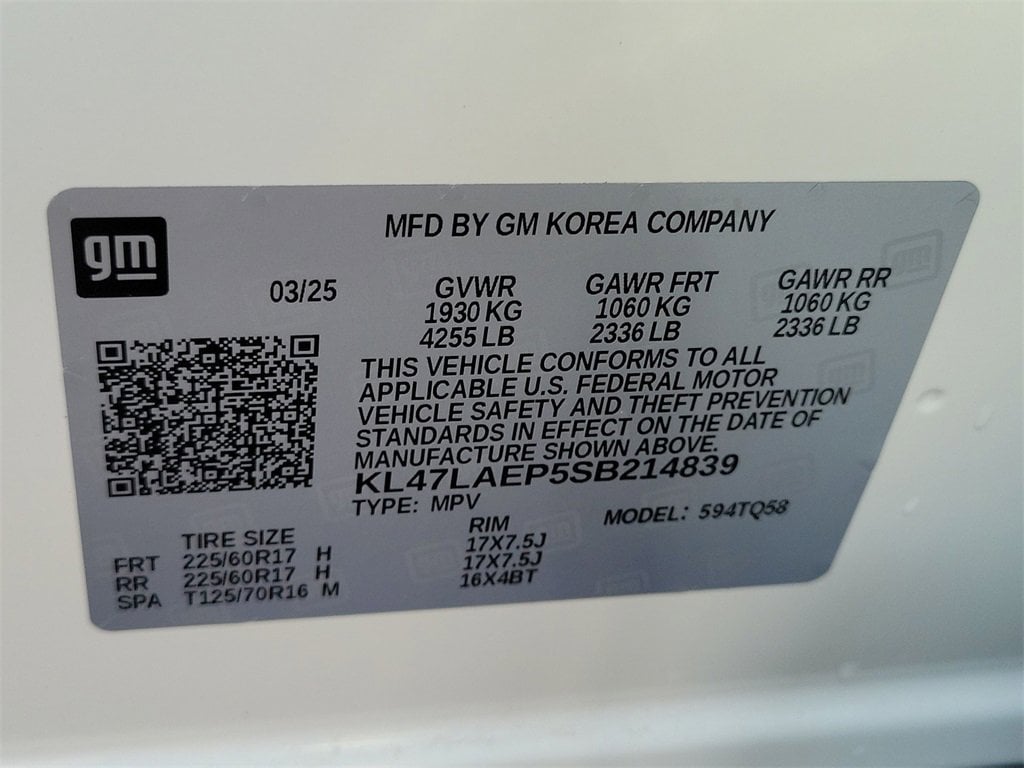 gm
MFD BY GM KOREA COMPANY
03/25 GVWR GAWR FRT GAWR RR
1930 KG 1060 KG 1060 KG
4255 LB 2336 LB 2336 LB
THIS VEHICLE CONFORMS TO ALL
APPLICABLE U.S. FEDERAL MOTOR
VEHICLE SAFETY AND THEFT PREVENTION
STANDARDS IN EFFECT ON THE DATE OF
MANUFACTURE SHOWN ABOVE.
KL47LAEP5SB214839
TYPE: MPV MODEL: 594TQ58
TIRE SIZE RIM
FRT 225/60R17 H 17X7.5J
RR 225/60R17 H 17X7.5J
SPA T125/70R16 M 16X4BT